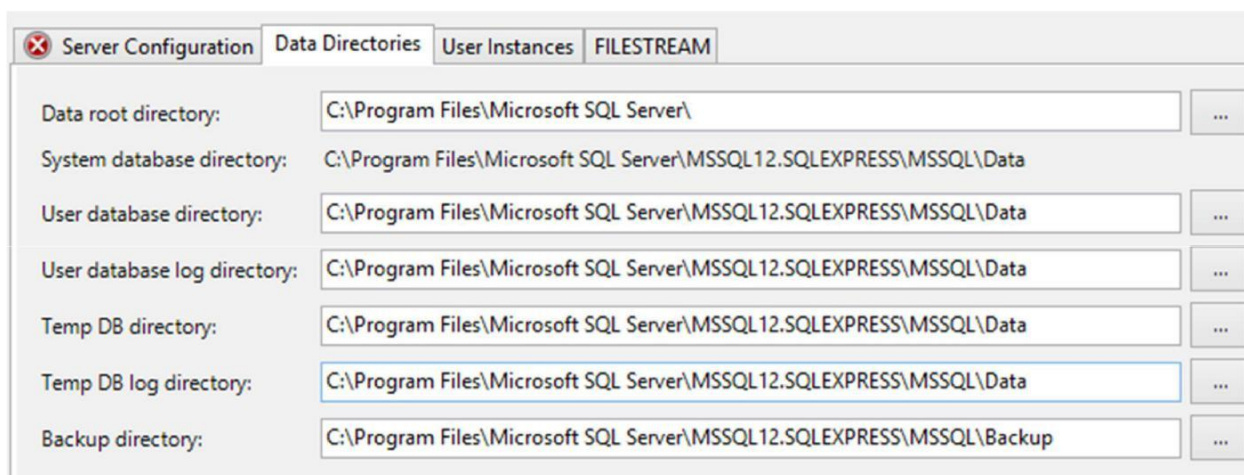 Server Configuration Data Directories User Instances FILESTREAM
Data root directory: C:\Program Files\Microsoft SQL Server\ ...
System database directory: C:\Program Files\Microsoft SQL Server\MSSQL12.SQLEXPRESS\MSSQL\Data
User database directory: C:\Program Files\Microsoft SQL Server\MSSQL12.SQLEXPRESS\MSSQL\Data ...
User database log directory: C:\Program Files\Microsoft SQL Server\MSSQL12.SQLEXPRESS\MSSQL\Data ...
Temp DB directory: C:\Program Files\Microsoft SQL Server\MSSQL12.SQLEXPRESS\MSSQL\Data ...
Temp DB log directory: C:\Program Files\Microsoft SQL Server\MSSQL12.SQLEXPRESS\MSSQL\Data ...
Backup directory: C:\Program Files\Microsoft SQL Server\MSSQL12.SQLEXPRESS\MSSQL\Backup ...